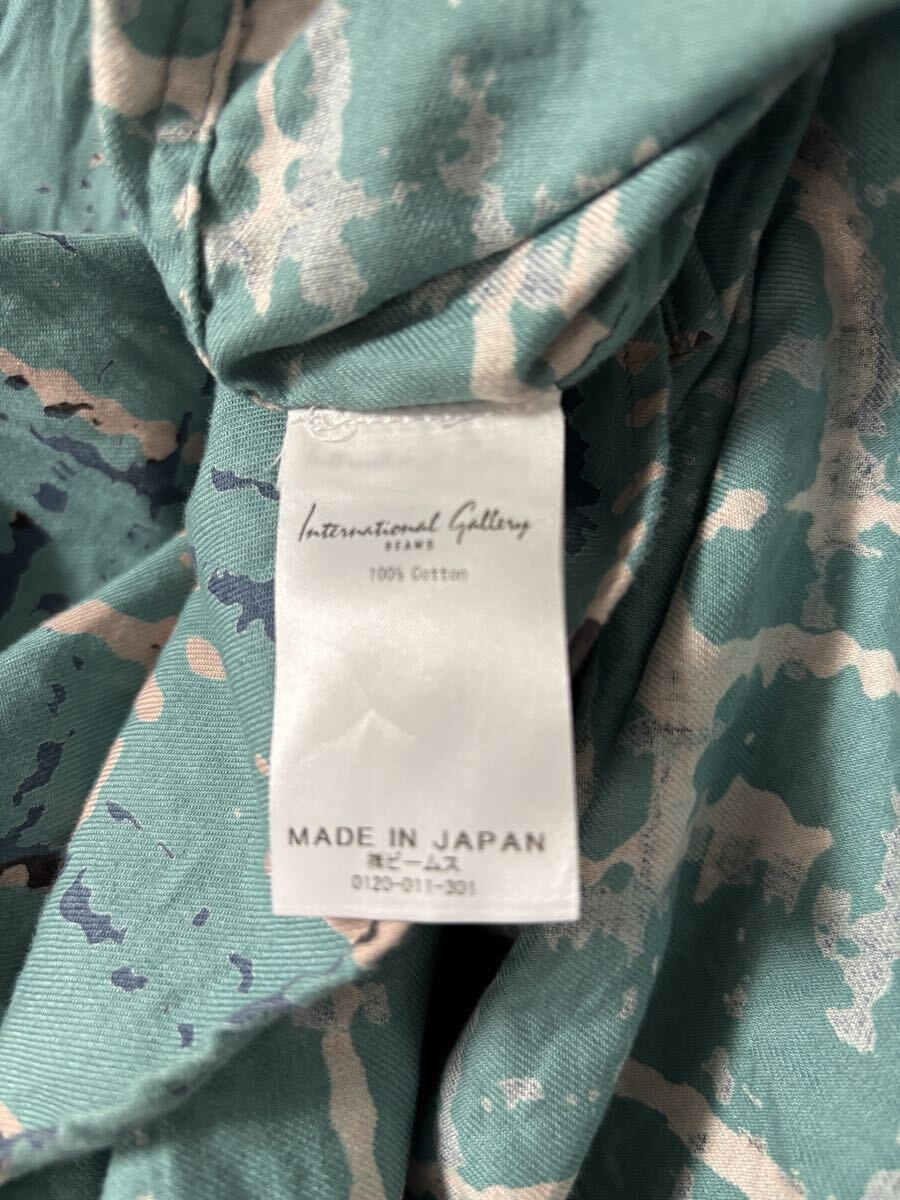 International Gallery
BEAMS
100% Cotton
MADE IN JAPAN
㈱ビームス
0120-011-301